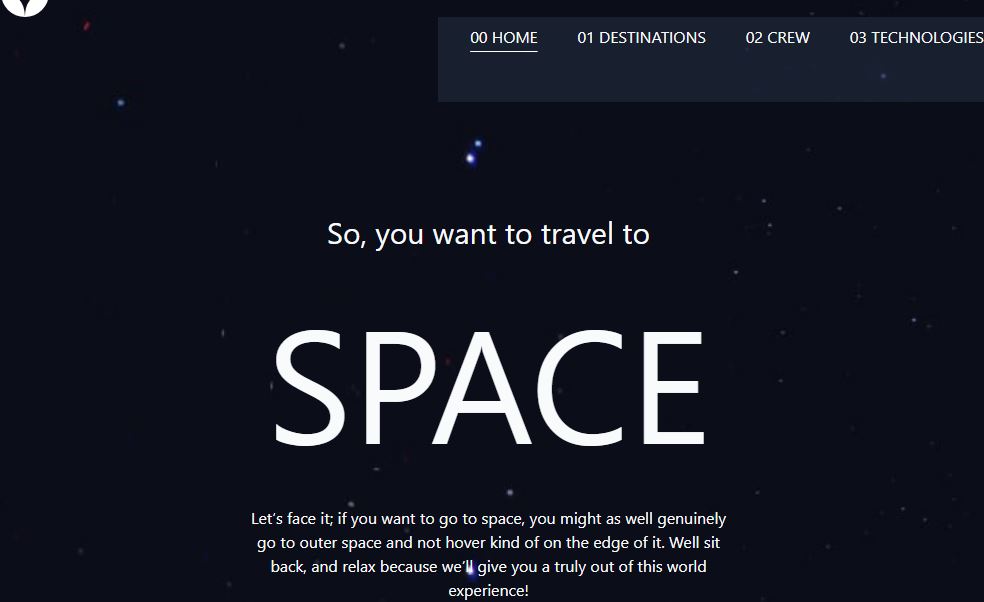 00 HOME 01 DESTINATIONS 02 CREW 03 TECHNOLOGIES
So, you want to travel to
SPACE
Let’s face it; if you want to go to space, you might as well genuinely
go to outer space and not hover kind of on the edge of it. Well sit
back, and relax because we’ll give you a truly out of this world
experience!